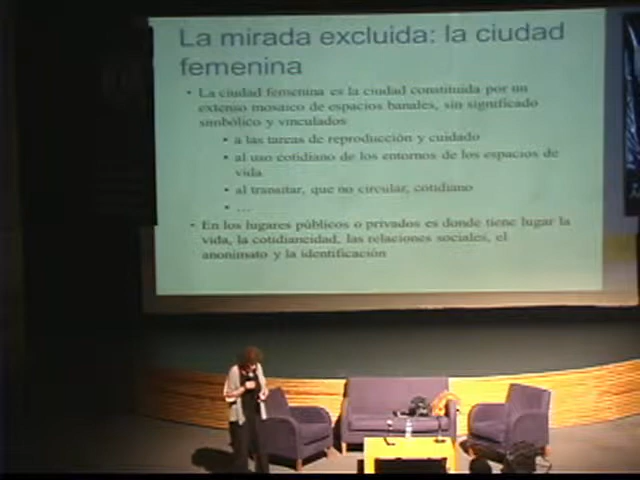 La mirada excluida: la ciudad
femenina
• La ciudad femenina es la ciudad constituida por un
extenso mosaico de espacios banales, sin significado
simbólico y vinculados
• a las tareas de reproducción y cuidado
• al uso cotidiano de los entornos de los espacios de
vida
• al transitar, que no circular, cotidiano
• ...
• En los lugares públicos o privados es donde tiene lugar la
vida, la cotidianeidad, las relaciones sociales, el
anonimato y la identificación